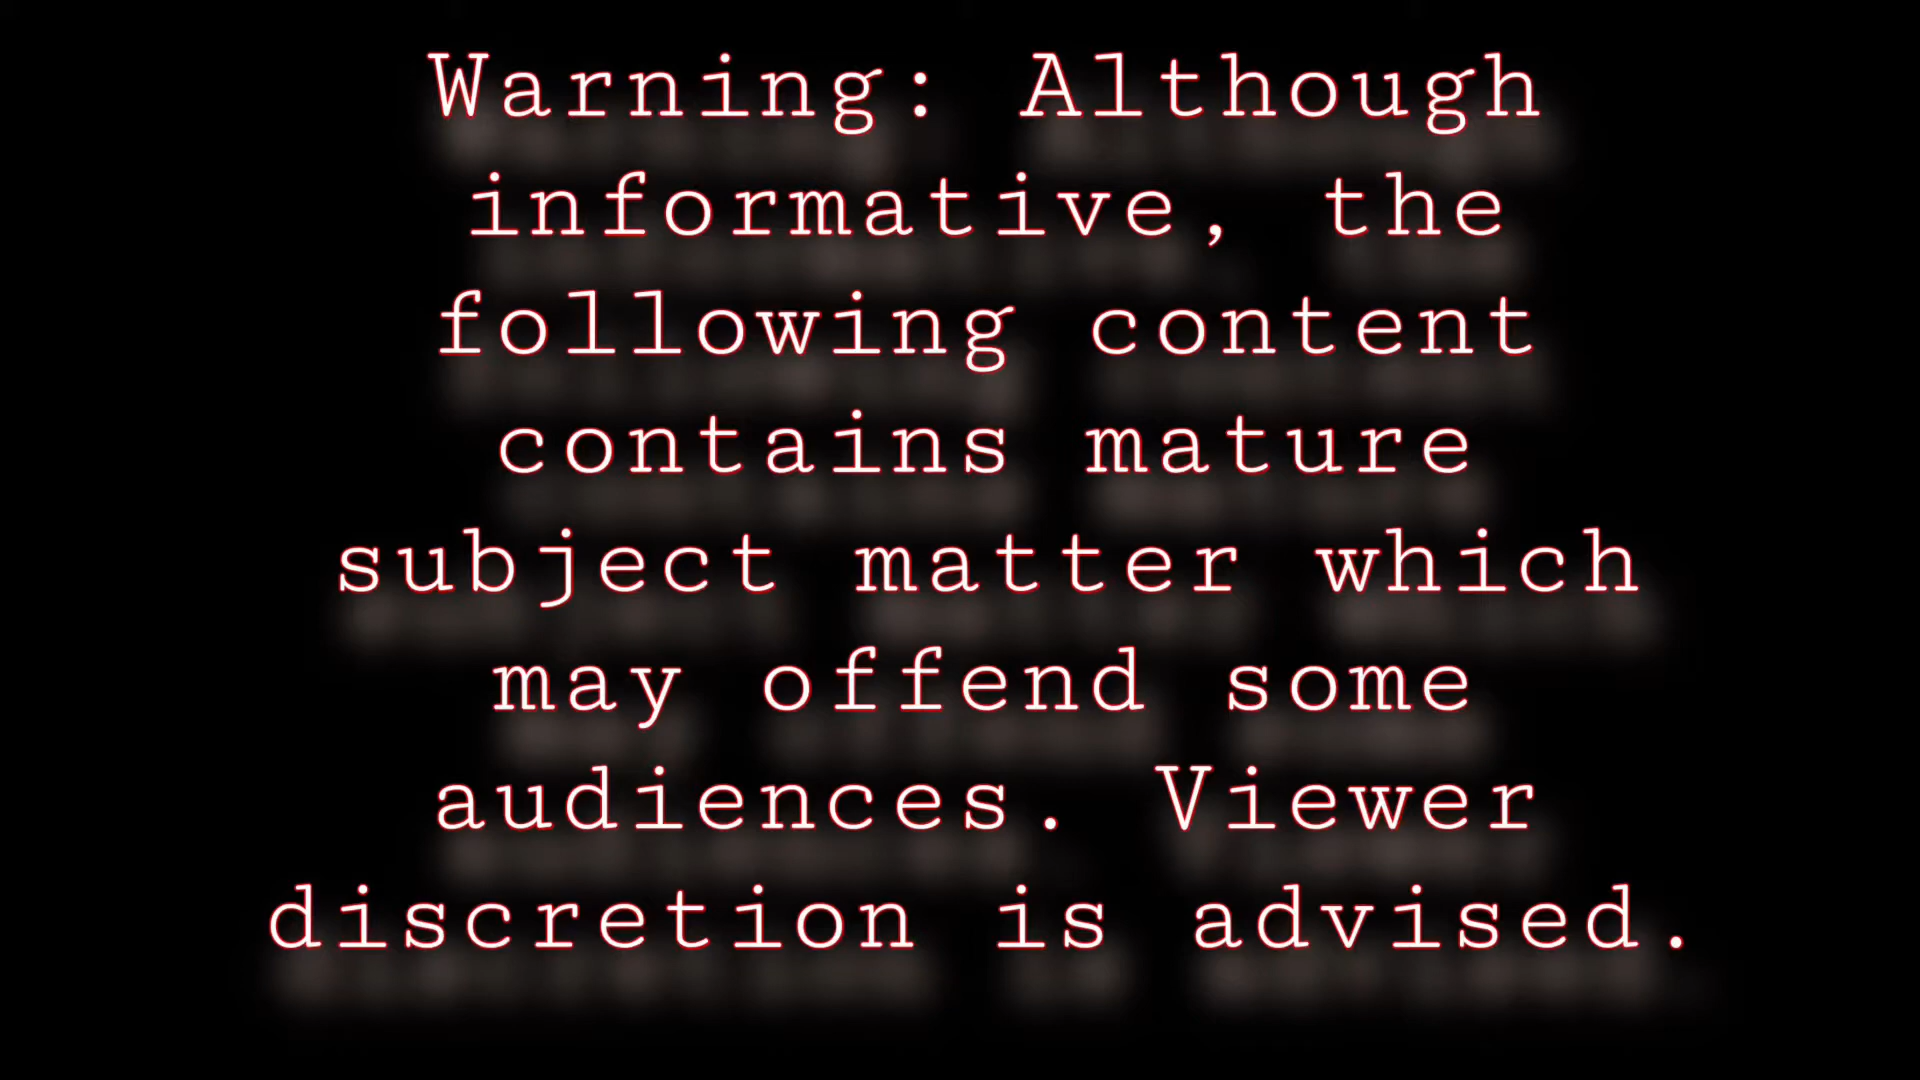 Warning: Although
informative, the
following content
contains mature
subject matter which
may offend some
audiences. Viewer
discretion is advised.